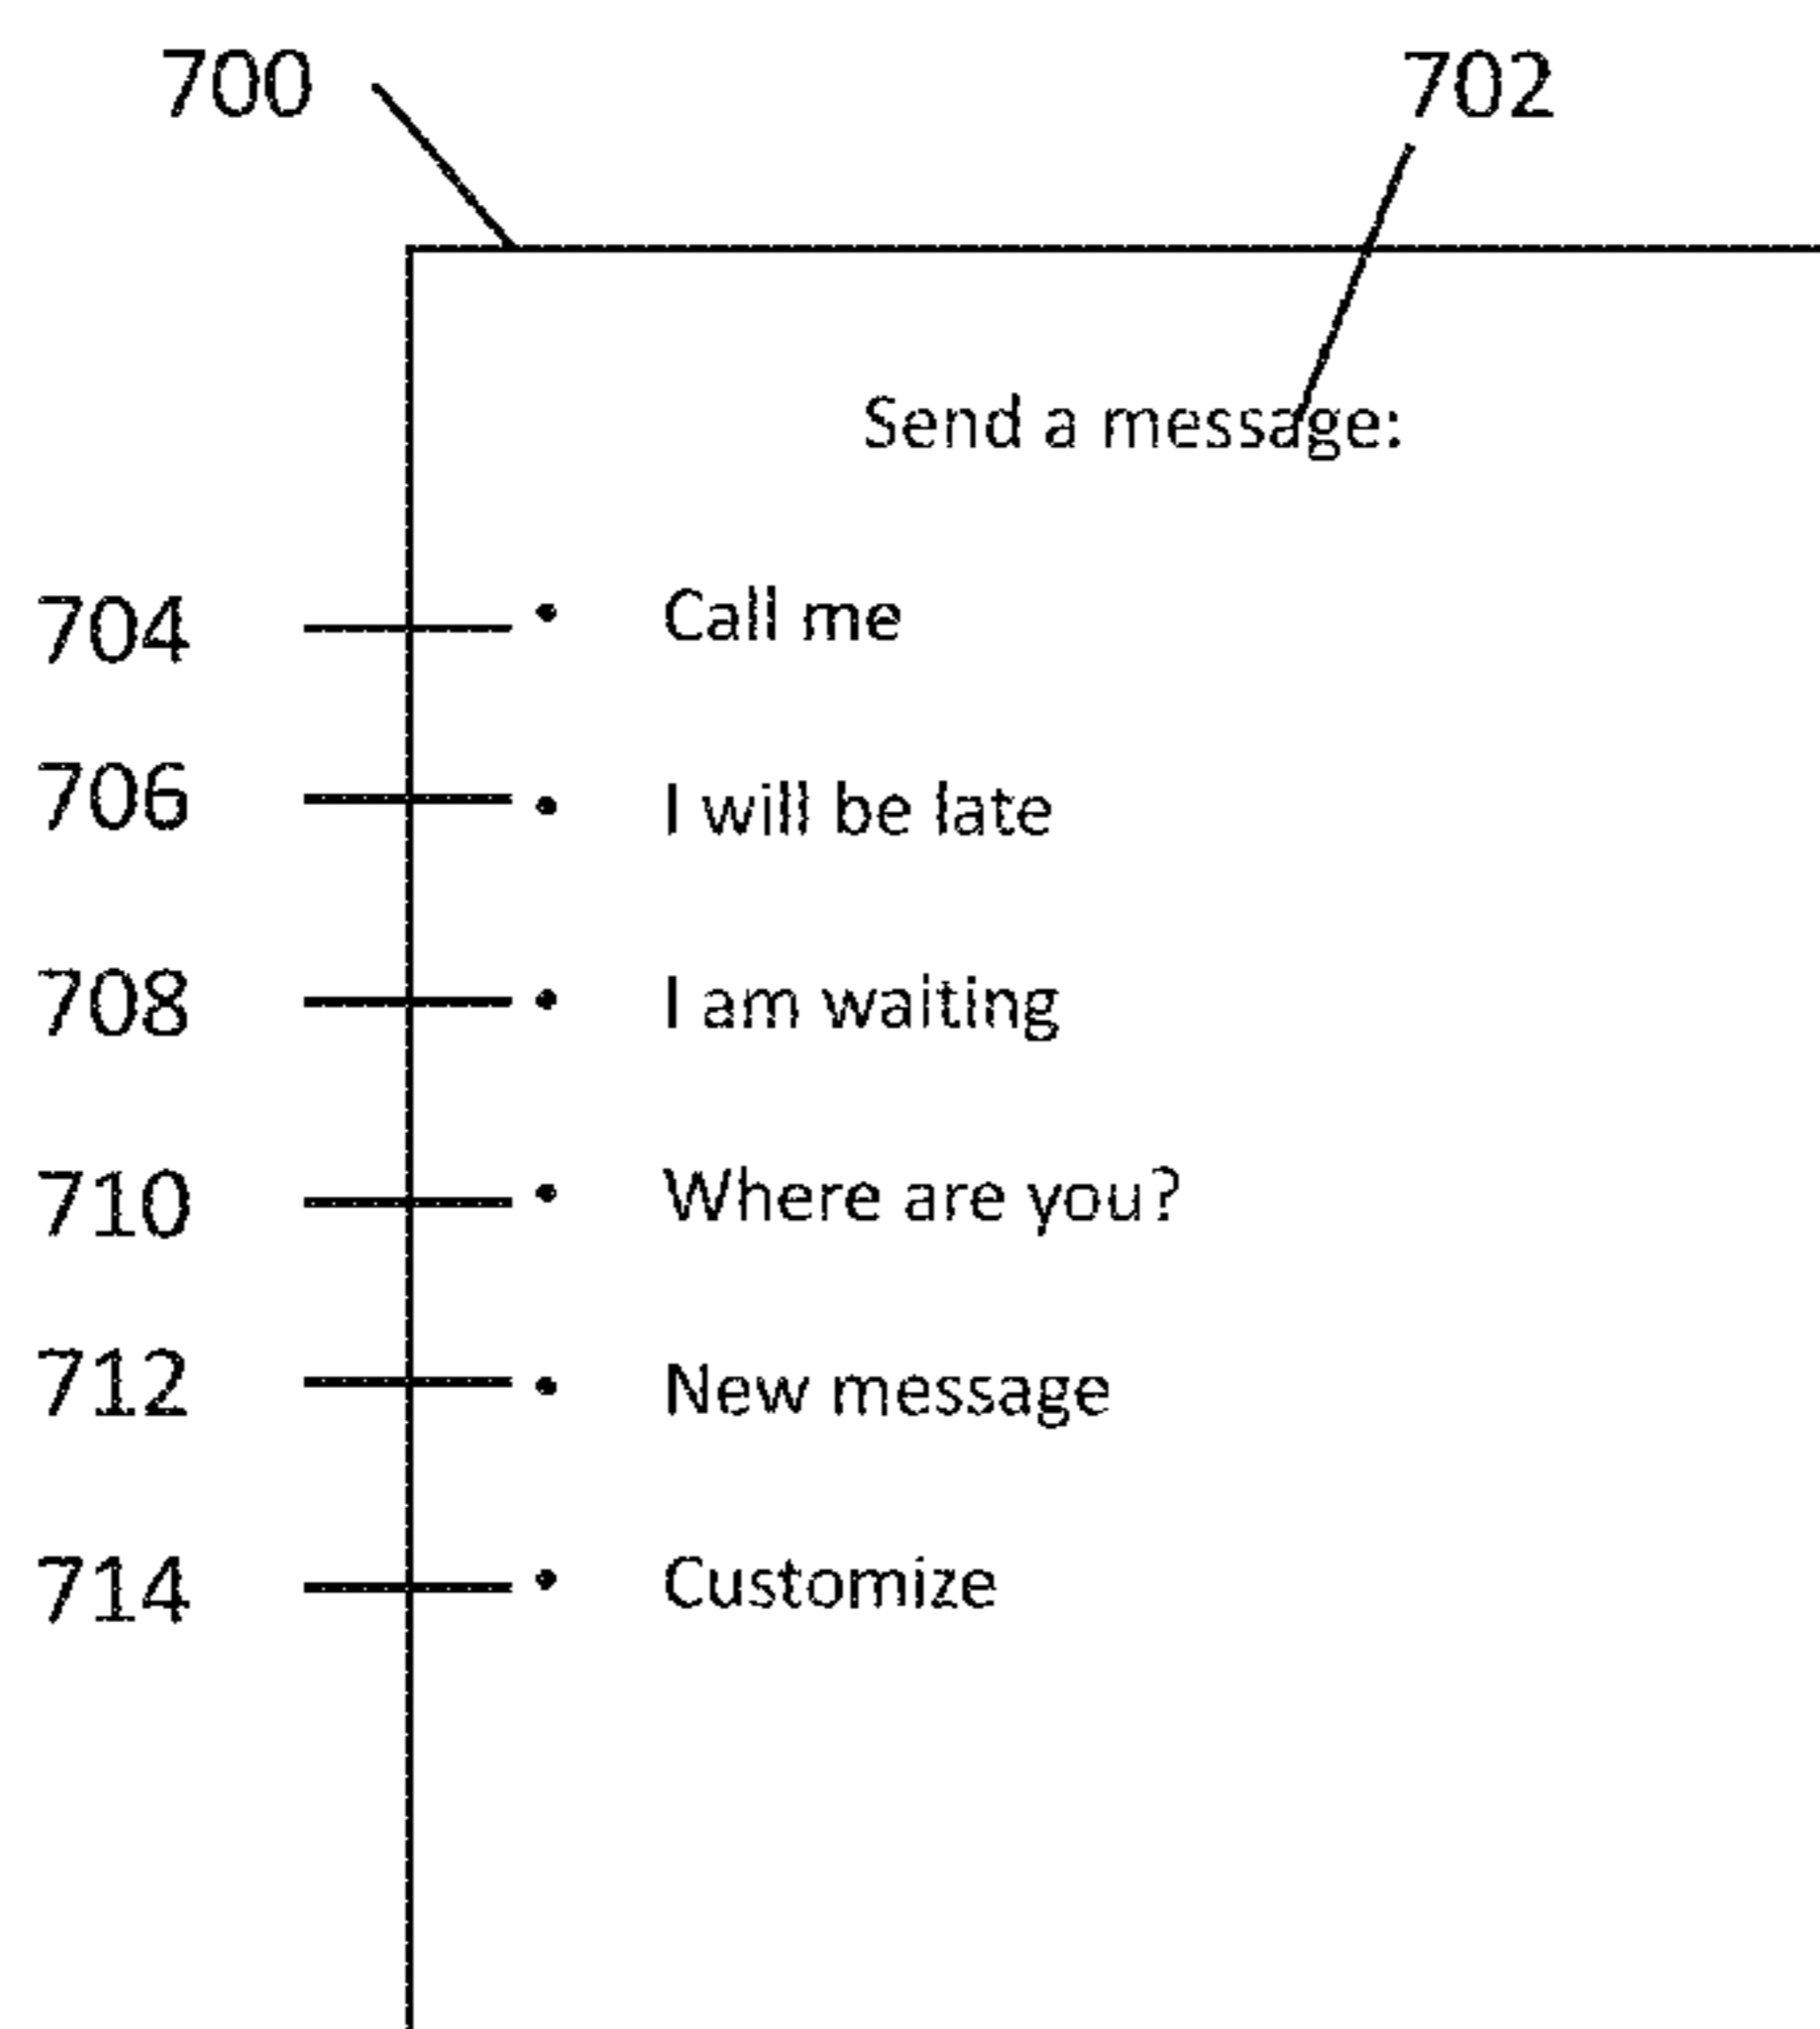 700 702
Send a message:
704 • Call me
706 • I will be late
708 • I am waiting
710 • Where are you?
712 • New message
714 • Customize